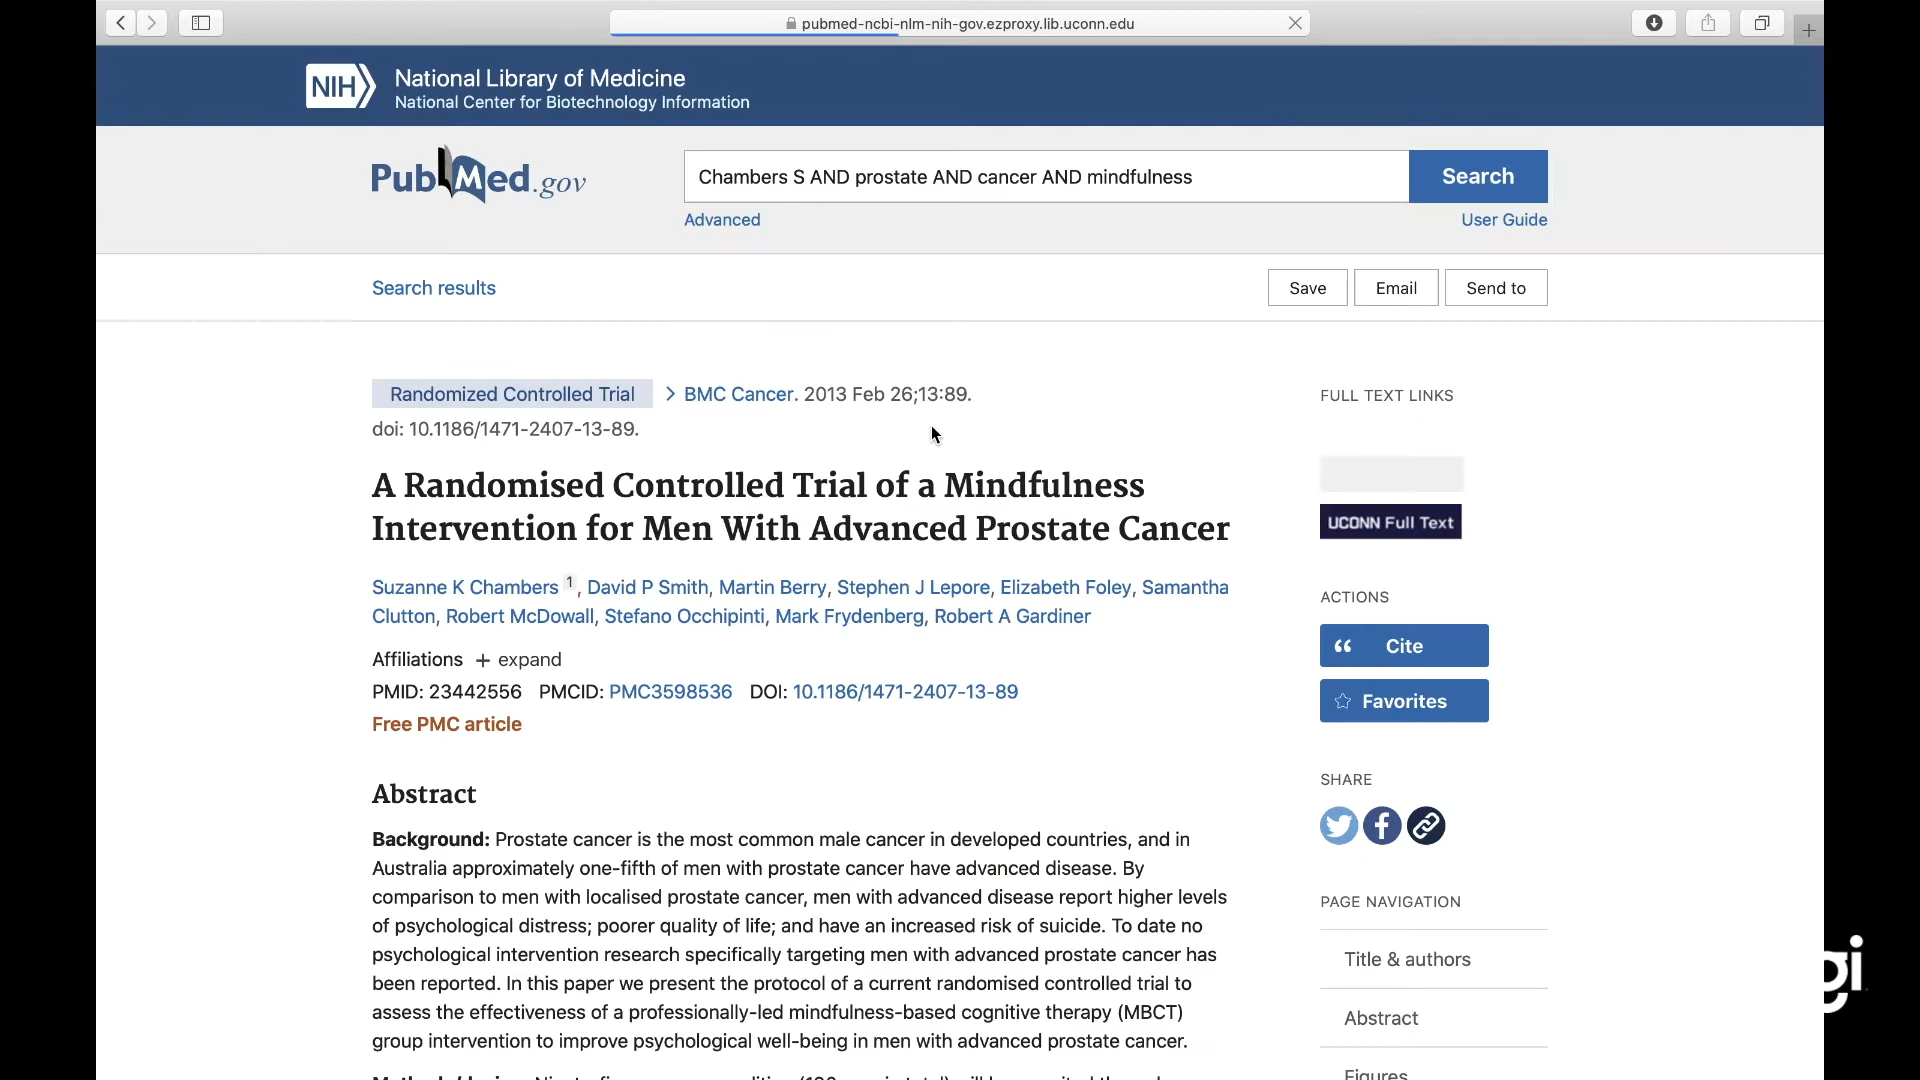 pubmed-ncbi-nlm-nih-gov.ezproxy.lib.uconn.edu
NIH
National Library of Medicine
National Center for Biotechnology Information
PubMed.gov
Chambers S AND prostate AND cancer AND mindfulness
Search
Advanced
User Guide
Search results
Save
Email
Send to
Randomized Controlled Trial
BMC Cancer. 2013 Feb 26;13:89.
doi: 10.1186/1471-2407-13-89.
A Randomised Controlled Trial of a Mindfulness
Intervention for Men With Advanced Prostate Cancer
Suzanne K Chambers 1, David P Smith, Martin Berry, Stephen J Lepore, Elizabeth Foley, Samantha
Clutton, Robert McDowall, Stefano Occhipinti, Mark Frydenberg, Robert A Gardiner
Affiliations + expand
PMID: 23442556 PMCID: PMC3598536 DOI: 10.1186/1471-2407-13-89
Free PMC article
Abstract
Background: Prostate cancer is the most common male cancer in developed countries, and in
Australia approximately one-fifth of men with prostate cancer have advanced disease. By
comparison to men with localised prostate cancer, men with advanced disease report higher levels
of psychological distress; poorer quality of life; and have an increased risk of suicide. To date no
psychological intervention research specifically targeting men with advanced prostate cancer has
been reported. In this paper we present the protocol of a current randomised controlled trial to
assess the effectiveness of a professionally-led mindfulness-based cognitive therapy (MBCT)
group intervention to improve psychological well-being in men with advanced prostate cancer.
FULL TEXT LINKS
UCONN Full Text
ACTIONS
Cite
Favorites
SHARE
PAGE NAVIGATION
Title & authors
Abstract
Figures
gi